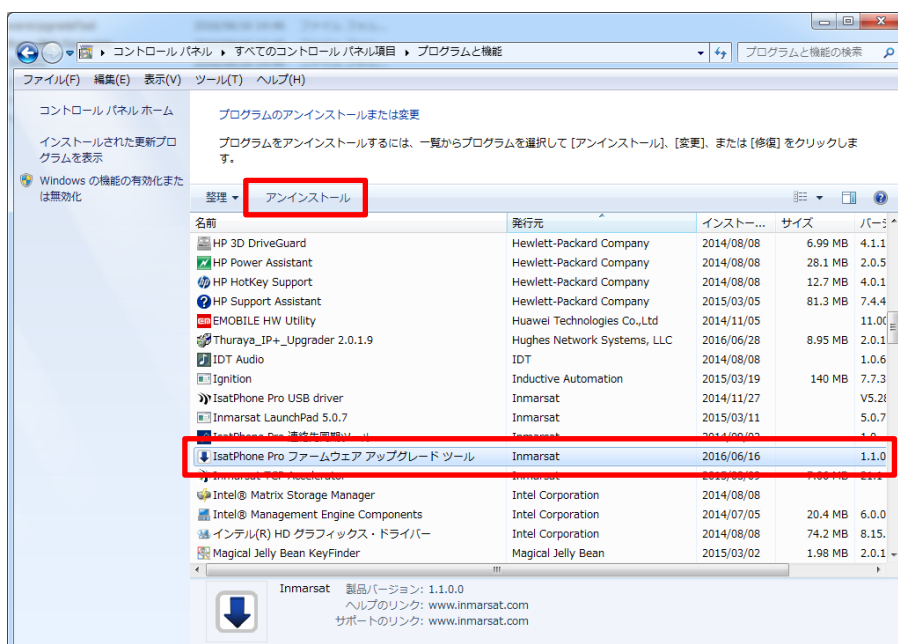 コントロール パネル ▸ すべてのコントロール パネル項目 ▸ プログラムと機能
プログラムと機能の検索
ファイル(F) 編集(E) 表示(V) ツール(T) ヘルプ(H)
コントロール パネル ホーム
インストールされた更新プログラムを表示
Windows の機能の有効化または無効化
プログラムのアンインストールまたは変更
プログラムをアンインストールするには、一覧からプログラムを選択して [アンインストール]、[変更]、または [修復] をクリックしま
す。
整理 アンインストール
名前 発行元 インストー... サイズ バージ
HP 3D DriveGuard Hewlett-Packard Company 2014/08/08 6.99 MB 4.1.1
HP Power Assistant Hewlett-Packard Company 2014/08/08 28.1 MB 2.0.5
HP HotKey Support Hewlett-Packard Company 2014/08/08 12.7 MB 4.0.1
HP Support Assistant Hewlett-Packard Company 2015/03/05 81.3 MB 7.4.4
EMOBILE HW Utility Huawei Technologies Co.,Ltd 2014/11/05 11.00
Thuraya_IP+_Upgrader 2.0.1.9 Hughes Network Systems, LLC 2016/06/28 8.95 MB 2.0.1
IDT Audio IDT 2014/08/08 1.0.6
Ignition Inductive Automation 2015/03/19 140 MB 7.7.3
IsatPhone Pro USB driver Inmarsat 2014/11/27 V5.28
Inmarsat LaunchPad 5.0.7 Inmarsat 2015/03/11 5.0.7
IsatPhone Pro 連絡先同期ツール Inmarsat
IsatPhone Pro ファームウェア アップグレード ツール Inmarsat 2016/06/16 1.1.0
Inmarsat TCP Accelerator Inmarsat
Intel® Matrix Storage Manager Intel Corporation 2014/08/08
Intel® Management Engine Components Intel Corporation 2014/07/05 20.4 MB 6.0.0
インテル(R) HD グラフィックス・ドライバー Intel Corporation 2014/08/08 74.2 MB 8.15.
Magical Jelly Bean KeyFinder Magical Jelly Bean 2015/03/02 1.98 MB 2.0.1
Inmarsat 製品バージョン: 1.1.0.0
ヘルプのリンク: www.inmarsat.com
サポートのリンク: www.inmarsat.com